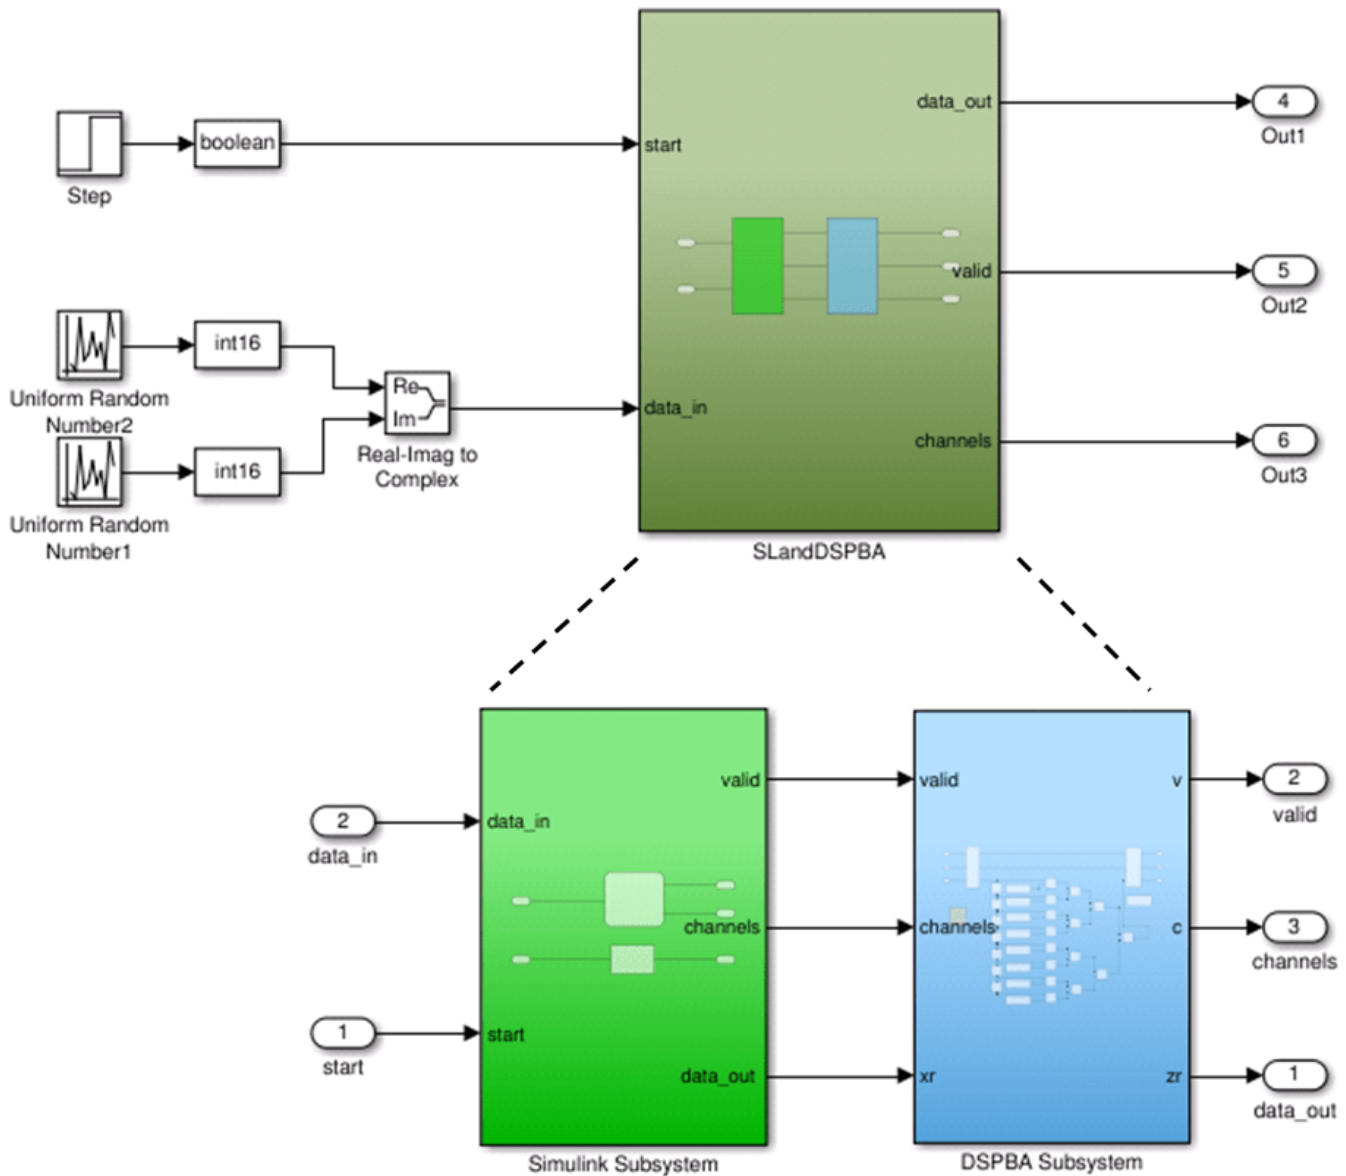 Step
boolean
start
data_out
4
Out1
valid
5
Out2
Uniform Random
Number2
int16
Re
Im
Real-Imag to
Complex
data_in
channels
6
Out3
Uniform Random
Number1
int16
SLandDSPBA
2
data_in
1
start
data_in
start
valid
channels
data_out
Simulink Subsystem
valid
channels
xr
v
c
zr
DSPBA Subsystem
2
valid
3
channels
1
data_out